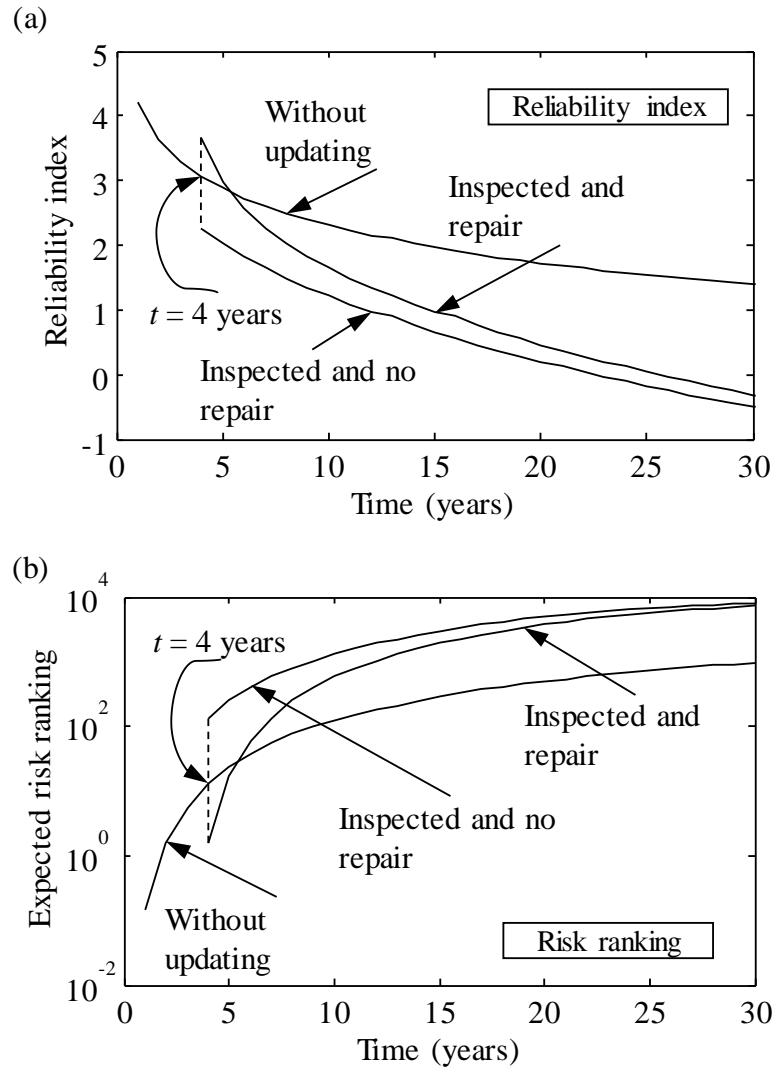 (a)
5
4
3
2
1
0
-1
Reliability index
Without
updating
Reliability index
Inspected and
repair
t = 4 years
Inspected and no
repair
0
5
10
15
20
25
30
Time (years)
(b)
10^4
10^2
10^0
10^-2
Expected risk ranking
t = 4 years
Inspected and
repair
Inspected and no
repair
Without
updating
Risk ranking
0
5
10
15
20
25
30
Time (years)